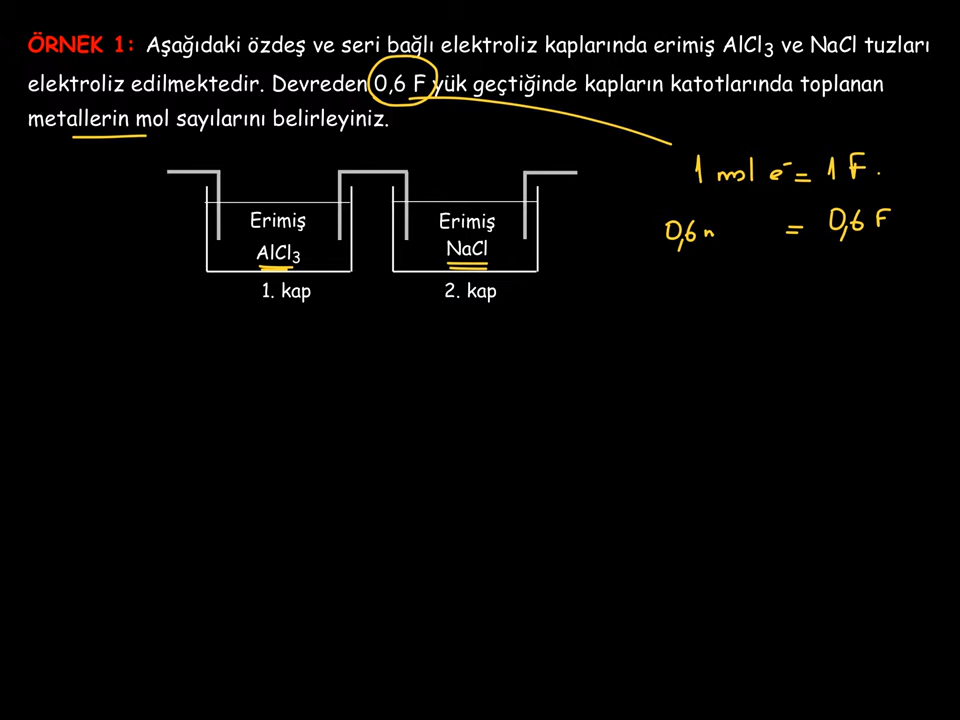 ÖRNEK 1: Aşağıdaki özdeş ve seri bağlı elektroliz kaplarında erimiş AlCl3 ve NaCl tuzları
elektroliz edilmektedir. Devreden 0,6 F yük geçtiğinde kapların katotlarında toplanan
metallerin mol sayılarını belirleyiniz.
1 mol e⁻ = 1 F.
0,6 n = 0,6 F
Erimiş
AlCl3
1. kap
Erimiş
NaCl
2. kap